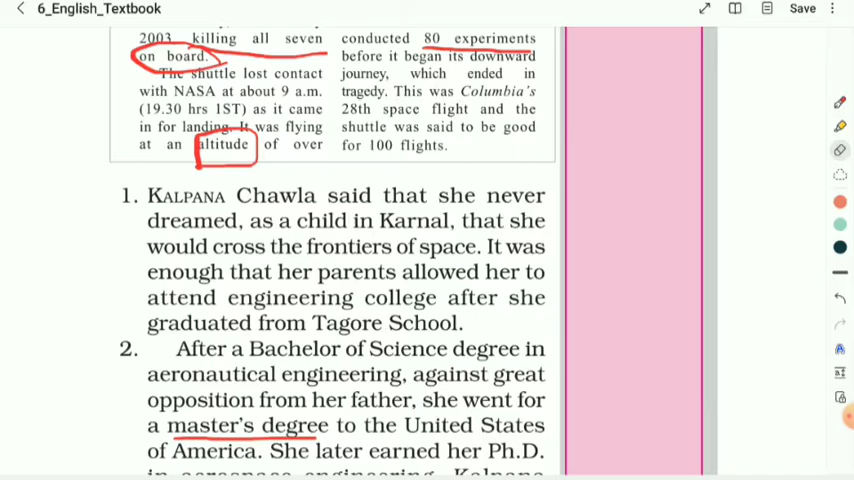 6_English_Textbook
Save
2003 killing all seven
on board.
The shuttle lost contact
with NASA at about 9 a.m.
(19.30 hrs 1ST) as it came
in for landing. It was flying
at an altitude of over
conducted 80 experiments
before it began its downward
journey, which ended in
tragedy. This was Columbia's
28th space flight and the
shuttle was said to be good
for 100 flights.
1. KALPANA Chawla said that she never
dreamed, as a child in Karnal, that she
would cross the frontiers of space. It was
enough that her parents allowed her to
attend engineering college after she
graduated from Tagore School.
2. After a Bachelor of Science degree in
aeronautical engineering, against great
opposition from her father, she went for
a master's degree to the United States
of America. She later earned her Ph.D.